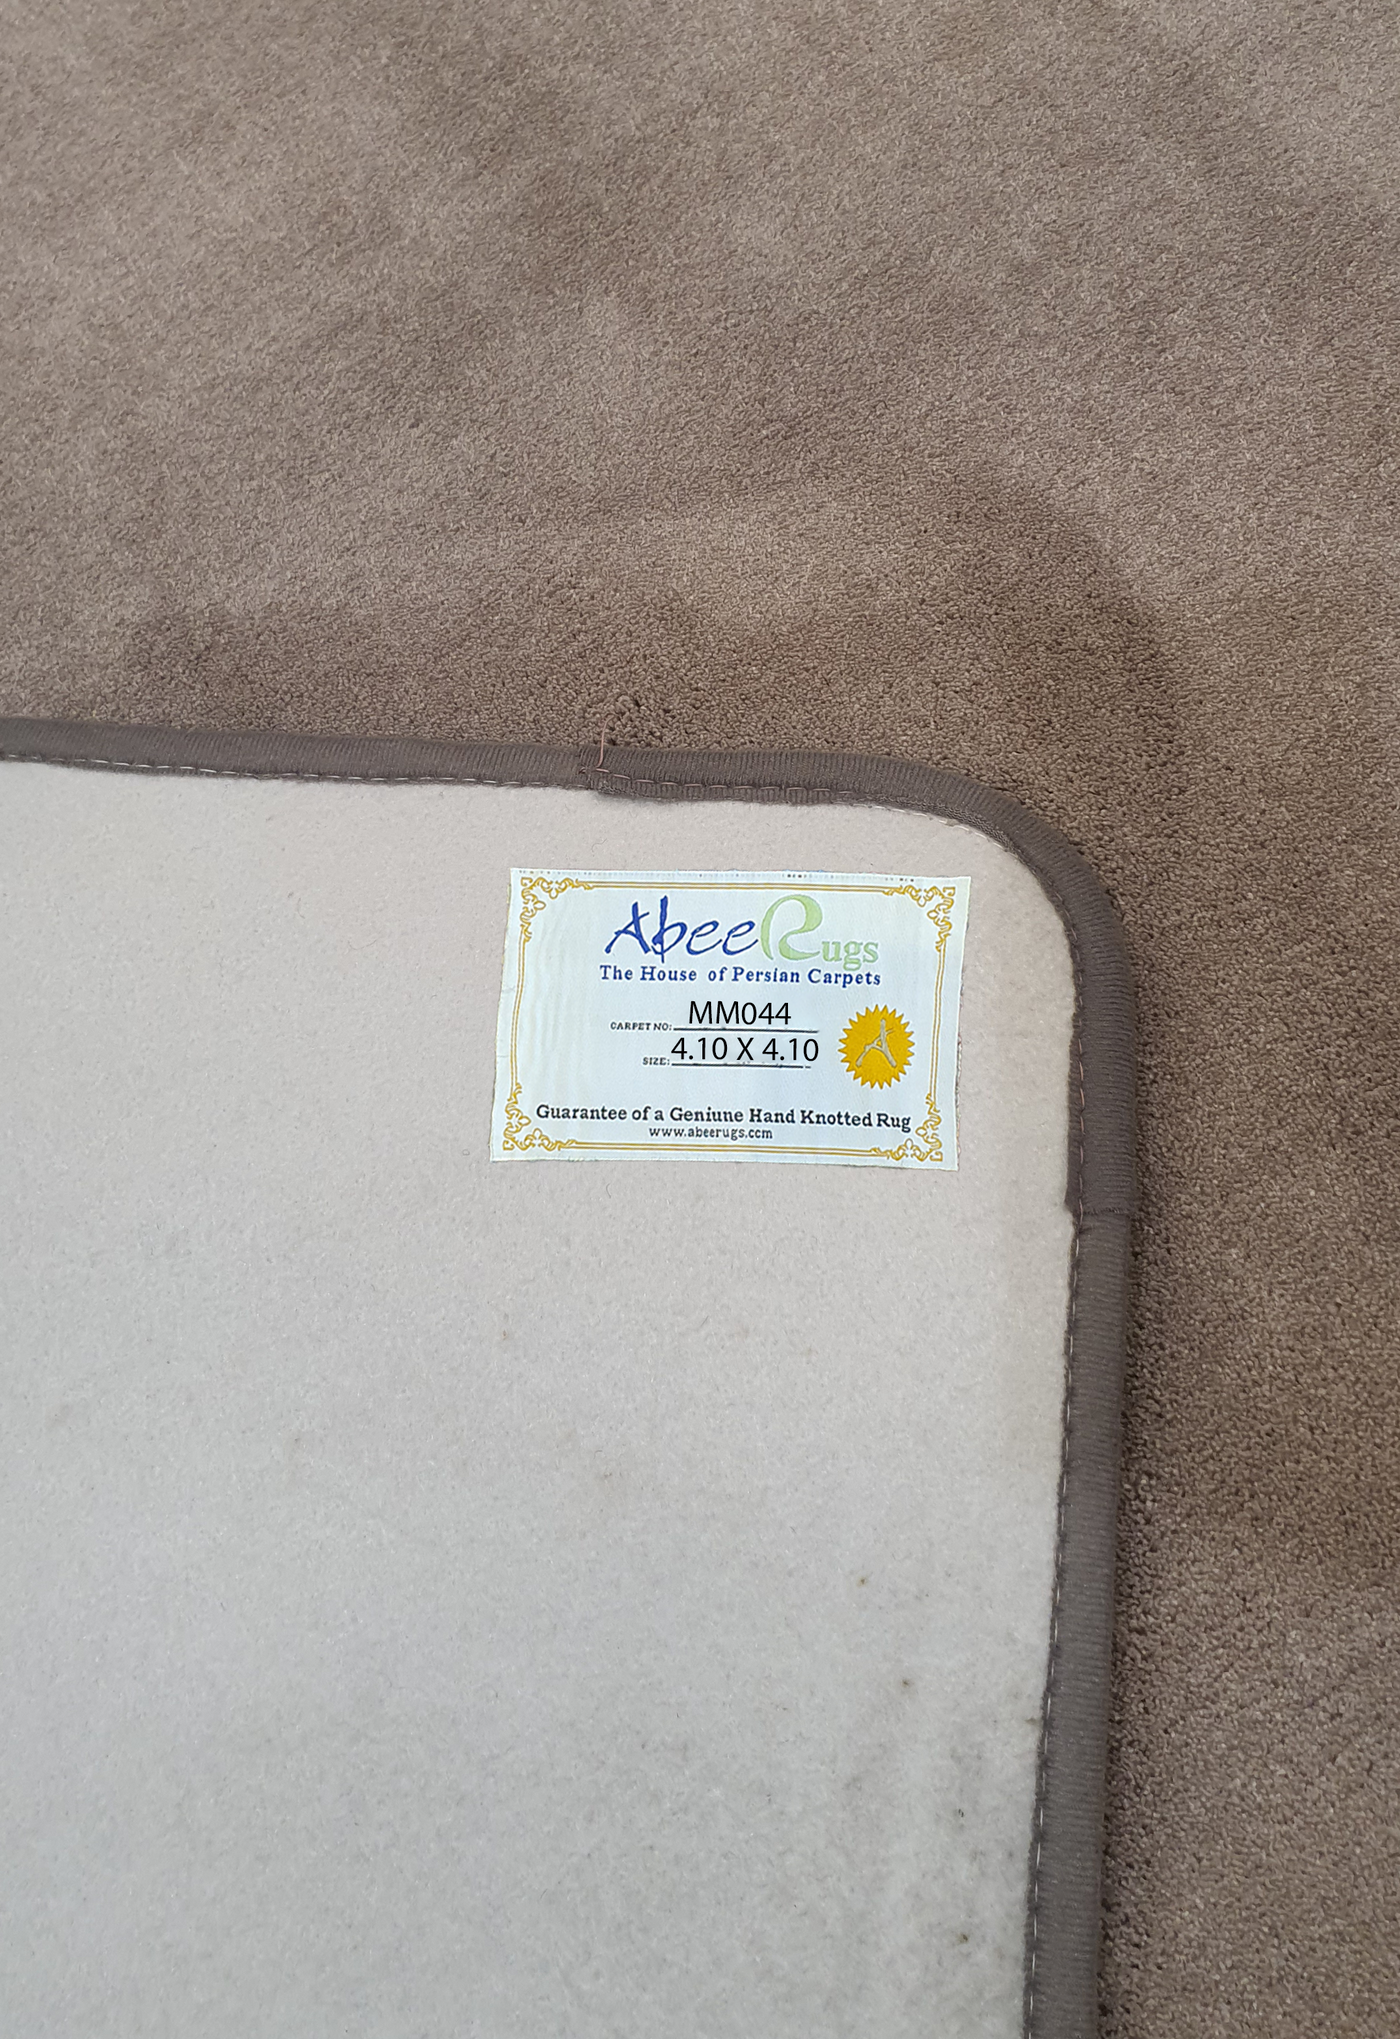 AbeeRugs
The House of Persian Carpets
CARPET NO: MM044
SIZE: 4.10 X 4.10
Guarantee of a Geniune Hand Knotted Rug
www.abeerugs.com